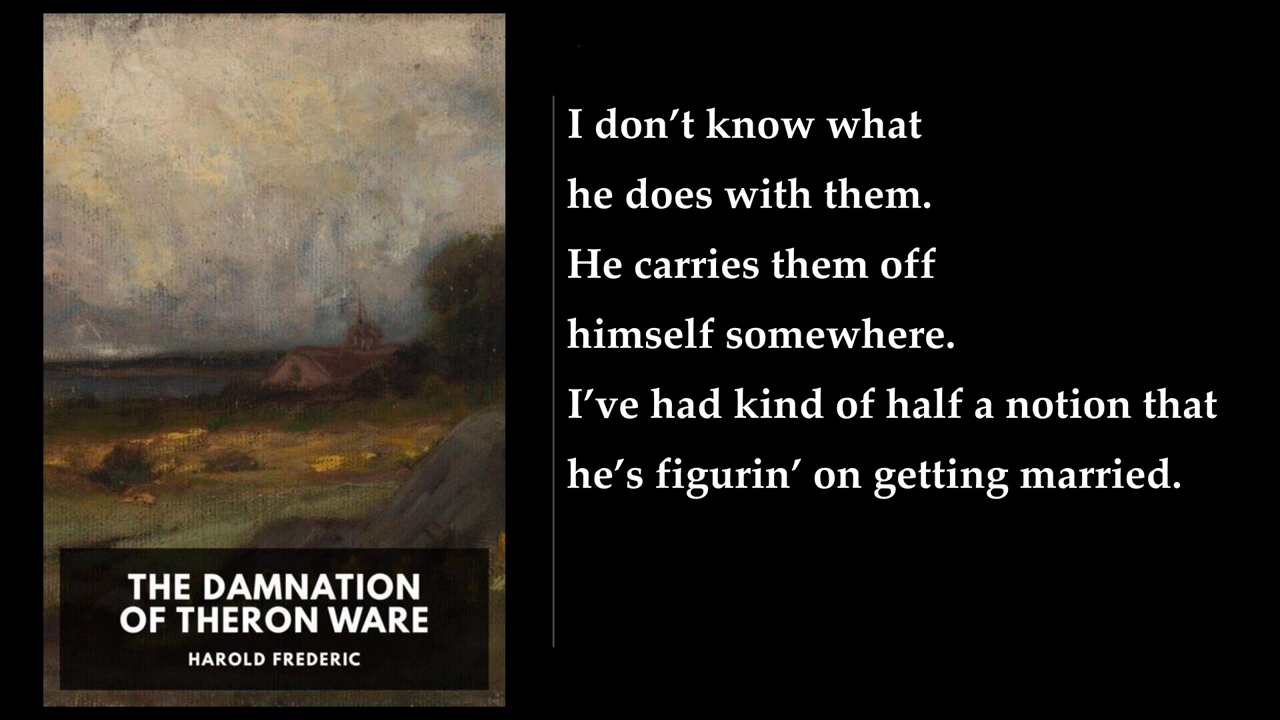 THE DAMNATION
OF THERON WARE
HAROLD FREDERIC
I don’t know what
he does with them.
He carries them off
himself somewhere.
I’ve had kind of half a notion that
he’s figurin’ on getting married.